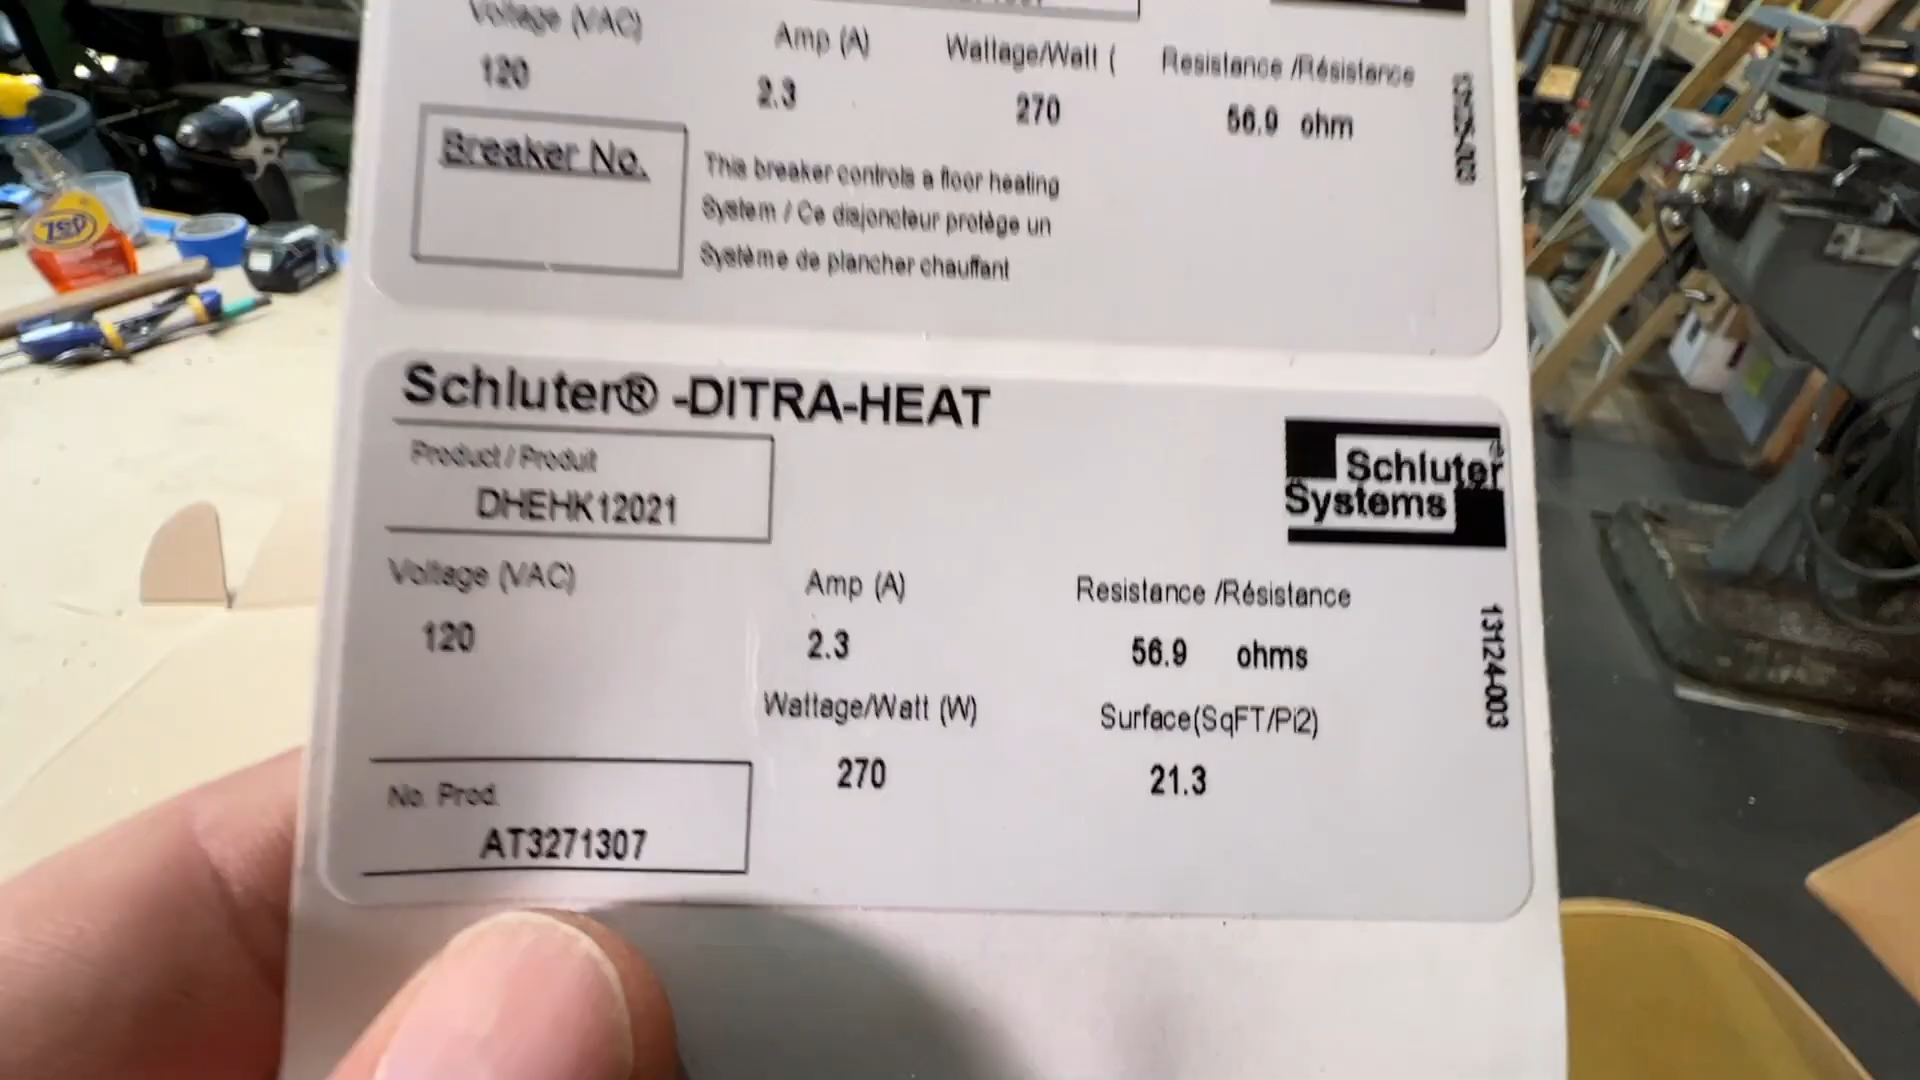 Voltage (VAC)
Amp (A)
Wattage/Watt (
Resistance /Résistance
120
2.3
270
56.9 ohm
Breaker No.
This breaker controls a floor heating
System / Ce disjoncteur protège un
Système de plancher chauffant
Schluter® -DITRA-HEAT
Product / Produit
DHEHK12021
Schluter®
Systems
Voltage (VAC)
Amp (A)
Resistance /Résistance
120
2.3
56.9 ohms
Wattage/Watt (W)
Surface(SqFT/Pi2)
270
21.3
No. Prod.
AT3271307
13124-003
Zep